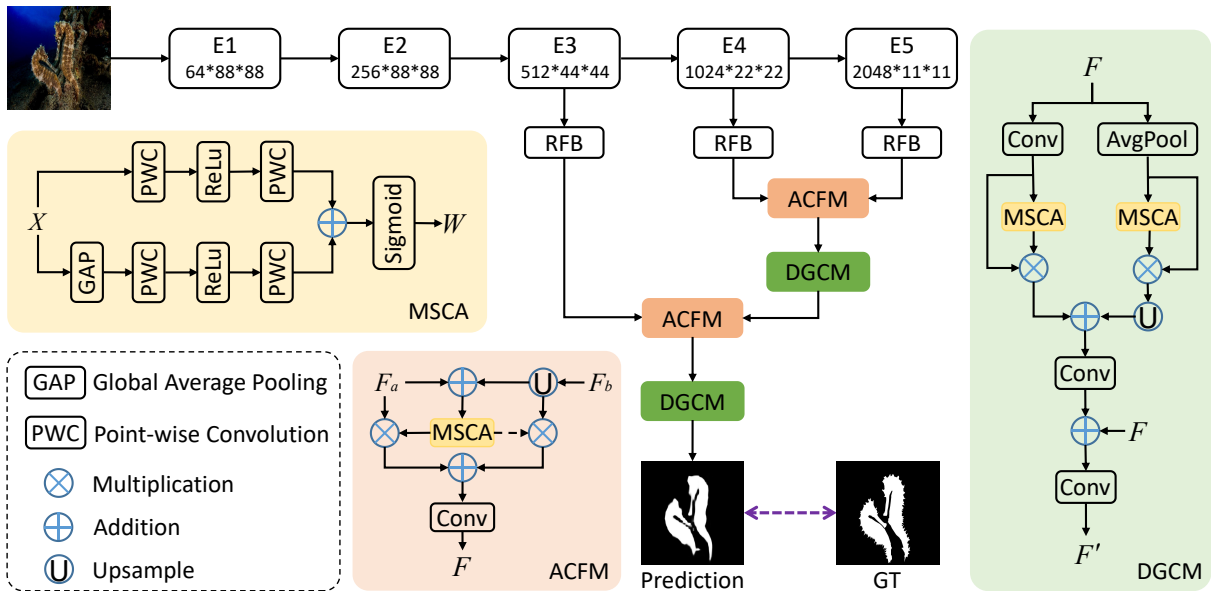 E1
64*88*88
E2
256*88*88
E3
512*44*44
E4
1024*22*22
E5
2048*11*11
RFB
RFB
RFB
ACFM
DGCM
ACFM
DGCM
Prediction
GT
X
PWC
ReLu
PWC
GAP
PWC
ReLu
PWC
Sigmoid
W
MSCA
GAP Global Average Pooling
PWC Point-wise Convolution
Multiplication
Addition
U Upsample
Fa
U
Fb
MSCA
Conv
F
ACFM
F
Conv
AvgPool
MSCA
MSCA
U
Conv
F
Conv
F'
DGCM